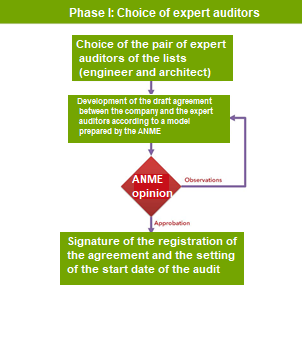 Phase I: Choice of expert auditors
Choice of the pair of expert
auditors of the lists
(engineer and architect)
Development of the draft agreement
between the company and the expert
auditors according to a model
prepared by the ANME
ANME
opinion
Observations
Approbation
Signature of the registration of
the agreement and the setting
of the start date of the audit